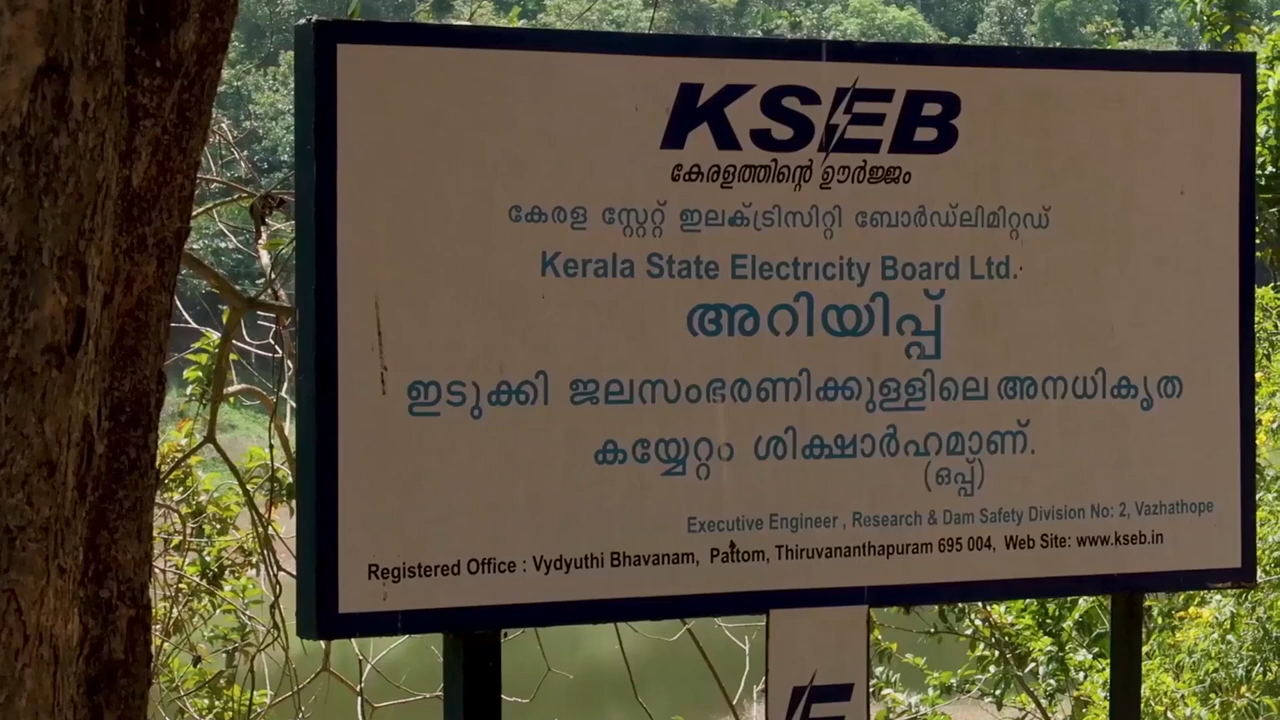 KSEB
കേരളത്തിന്റെ ഊർജ്ജം
കേരള സ്റ്റേറ്റ് ഇലക്ട്രിസിറ്റി ബോർഡ്ലിമിറ്റഡ്
Kerala State Electricity Board Ltd.
അറിയിപ്പ്
ഇടുക്കി ജലസംഭരണിക്കുള്ളിലെ അനധികൃത
കയ്യേറ്റം ശിക്ഷാർഹമാണ്.
(ഒപ്പ്)
Executive Engineer , Research & Dam Safety Division No: 2, Vazhathope
Registered Office : Vydyuthi Bhavanam, Pattom, Thiruvananthapuram 695 004, Web Site: www.kseb.in